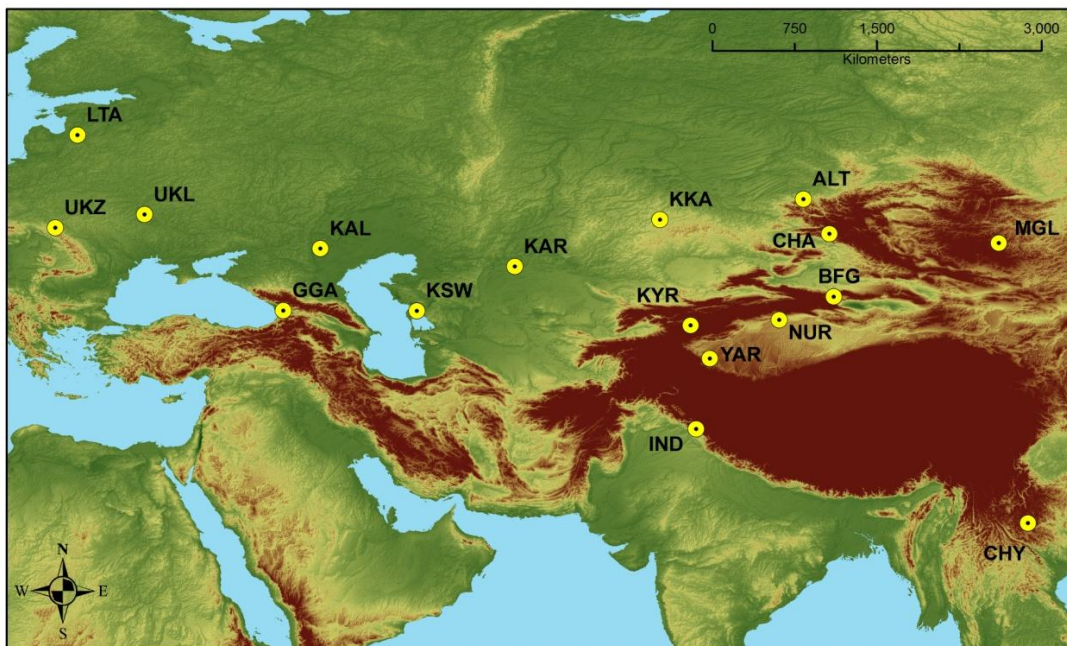 0 750 1,500 3,000
Kilometers
LTA
ALT
UKL
KKA
UKZ
MGL
KAL
CHA
KAR
BFG
GGA
KSW
KYR
NUR
YAR
IND
CHY
N
W E
S